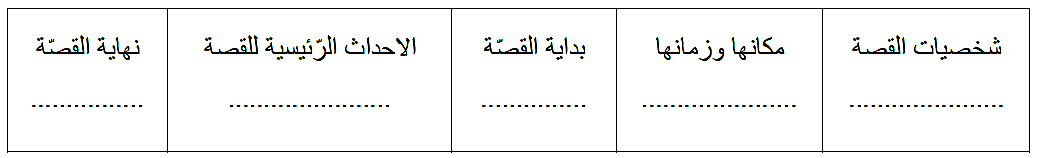 شخصيات القصة
......................
مكانها وزمانها
......................
بداية القصّة
...............
الاحداث الرّئيسية للقصة
.......................
نهاية القصّة
................